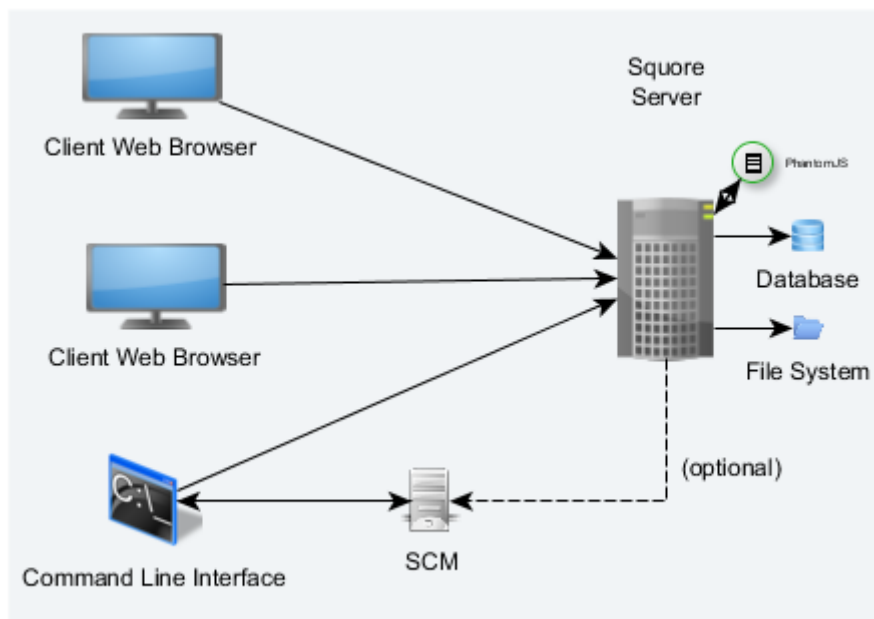 Squore
Server
Client Web Browser
PhantomJS
Database
Client Web Browser
File System
(optional)
C:\_
SCM
Command Line Interface